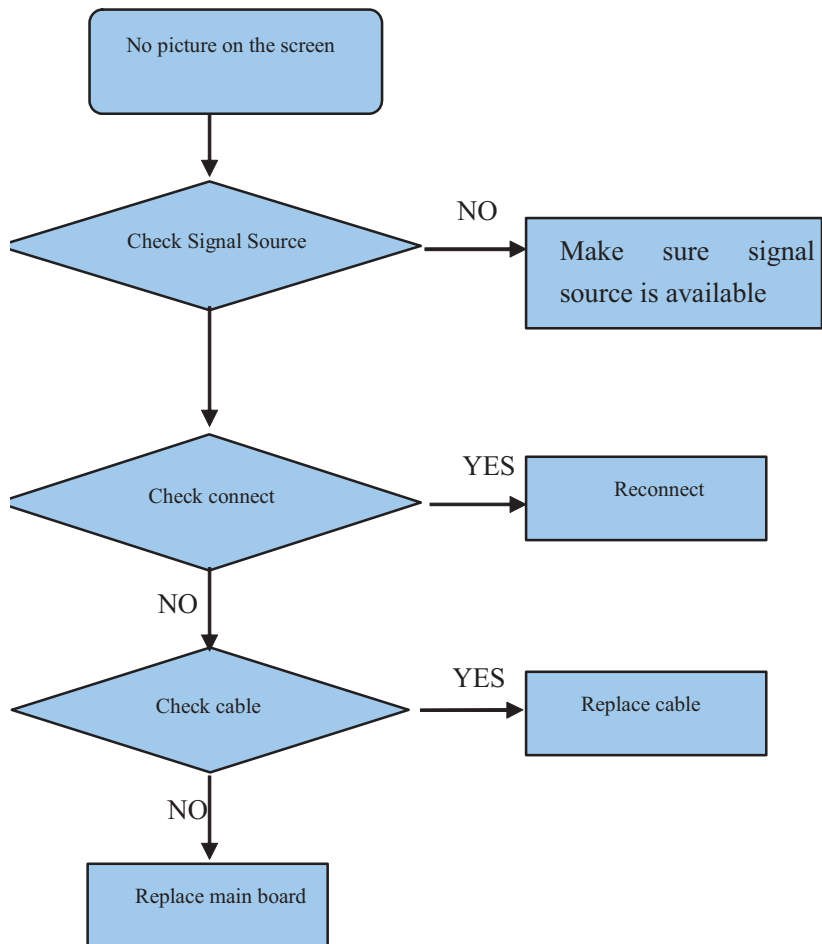 No picture on the screen
Check Signal Source
NO
Make sure signal
source is available
Check connect
YES
Reconnect
NO
Check cable
YES
Replace cable
NO
Replace main board